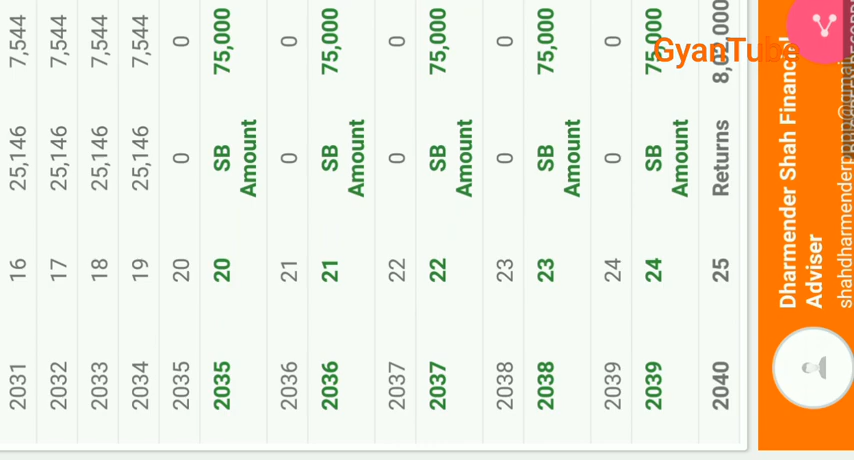 2031 16 25,146 7,544
2032 17 25,146 7,544
2033 18 25,146 7,544
2034 19 25,146 7,544
2035 20 0 0
2035 20 SB 75,000
Amount
2036 21 0 0
2036 21 SB 75,000
Amount
2037 22 0 0
2037 22 SB 75,000
Amount
2038 23 0 0
2038 23 SB 75,000
Amount
2039 24 0 0
2039 24 SB 75,000
Amount
2040 25 Returns
Dharmender Shah Financial
Adviser
GyanTube